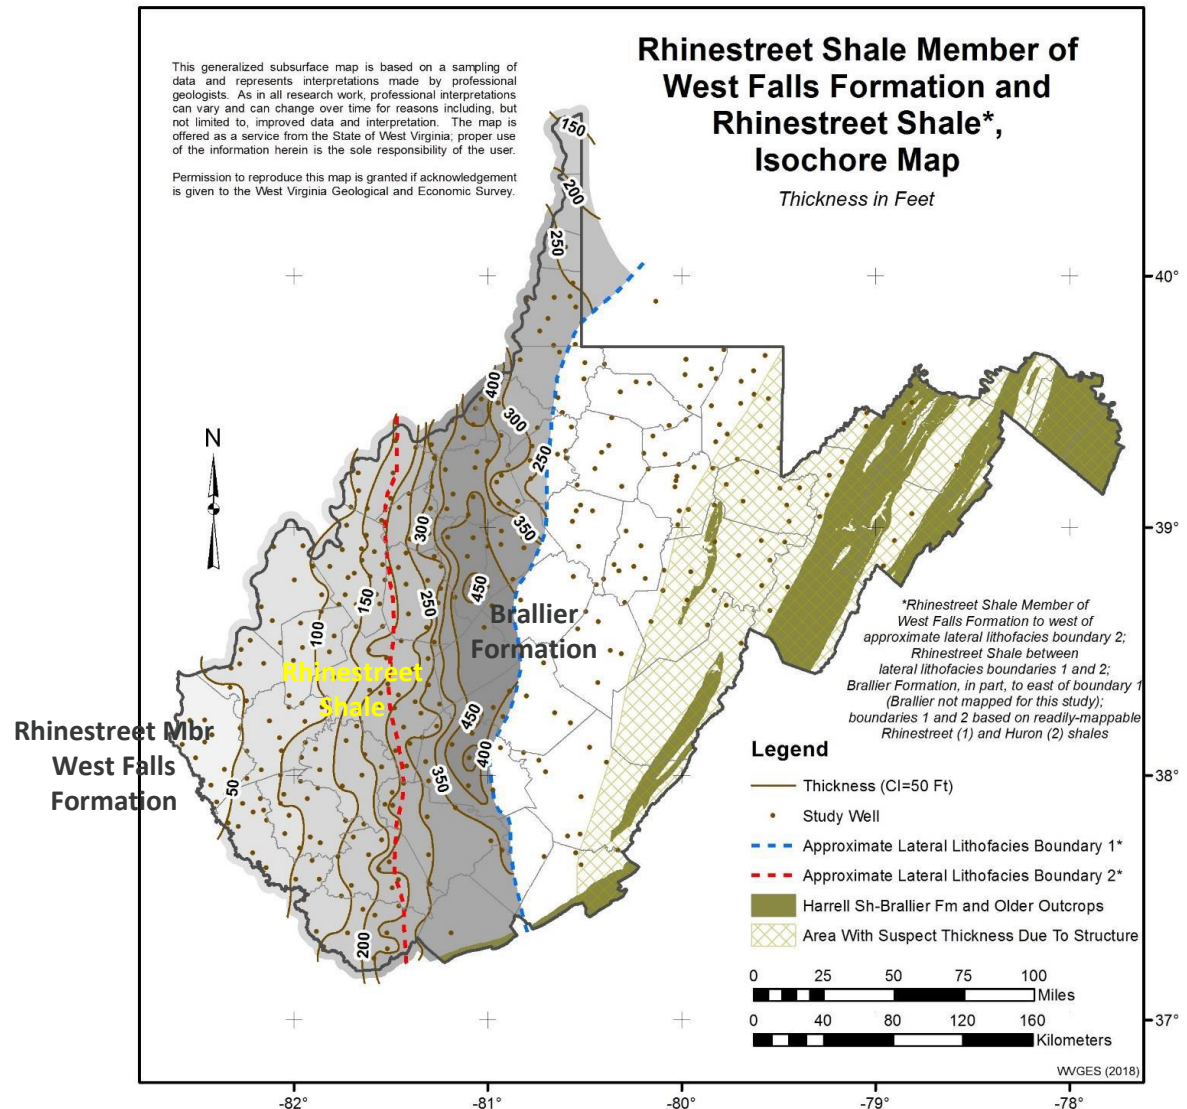 This generalized subsurface map is based on a sampling of
data and represents interpretations made by professional
geologists. As in all research work, professional interpretations
can vary and can change over time for reasons including, but
not limited to, improved data and interpretation. The map is
offered as a service from the State of West Virginia; proper use
of the information herein is the sole responsibility of the user.
Permission to reproduce this map is granted if acknowledgement
is given to the West Virginia Geological and Economic Survey.
Rhinestreet Shale Member of
West Falls Formation and
Rhinestreet Shale*,
Isochore Map
Thickness in Feet
150
200
250
40°
400
300
250
N
350
300
39°
450
150
250
100
Brallier
Formation
*Rhinestreet Shale Member of
West Falls Formation to west of
approximate lateral lithofacies boundary 2;
Rhinestreet Shale between
lateral lithofacies boundaries 1 and 2;
Brallier Formation, in part, to east of boundary 1
(Brallier not mapped for this study);
boundaries 1 and 2 based on readily-mappable
Rhinestreet (1) and Huron (2) shales
Rhinestreet
Shale
450
Rhinestreet Mbr
West Falls
Formation
400
350
50
38°
200
Legend
Thickness (CI=50 Ft)
Study Well
Approximate Lateral Lithofacies Boundary 1*
Approximate Lateral Lithofacies Boundary 2*
Harrell Sh-Brallier Fm and Older Outcrops
Area With Suspect Thickness Due To Structure
0 25 50 75 100
Miles
0 40 80 120 160
Kilometers
37°
WVGES (2018)
-82° -81° -80° -79° -78°